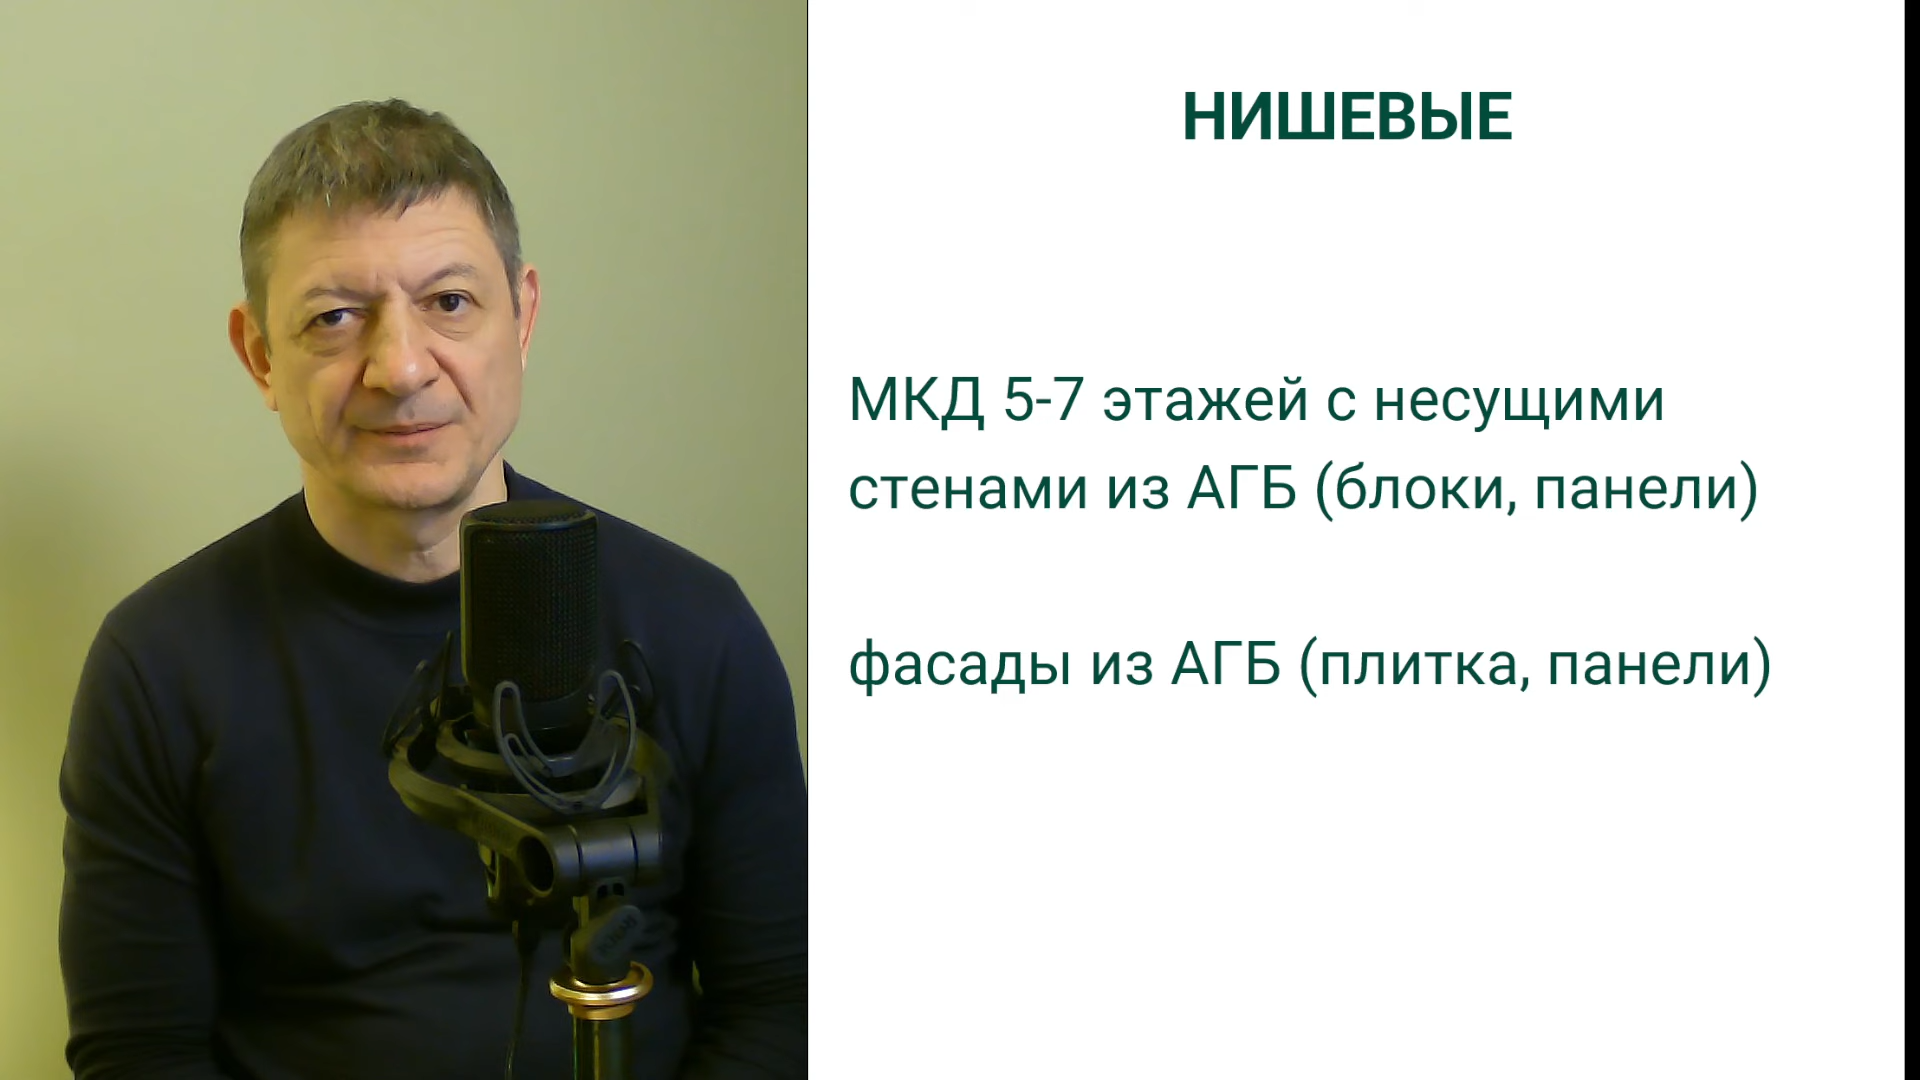 НИШЕВЫЕ
МКД 5-7 этажей с несущими
стенами из АГБ (блоки, панели)
фасады из АГБ (плитка, панели)